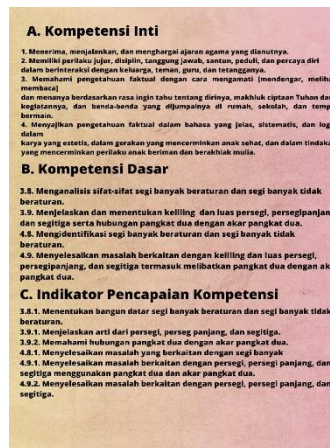 A. Kompetensi Inti
1. Menerima, menjalankan, dan menghargai ajaran agama yang dianutnya.
2. Memiliki perilaku jujur, disiplin, tanggung jawab, santun, peduli, dan percaya diri
dalam berinteraksi dengan keluarga, teman, guru, dan tetangganya.
3. Memahami pengetahuan faktual dengan cara mengamati [mendengar, meliha
membaca]
dan menanya berdasarkan rasa ingin tahu tentang dirinya, makhluk ciptaan Tuhan da
kegiatannya, dan benda-benda yang dijumpainya di rumah, sekolah, dan temp
bermain.
4. Menyajikan pengetahuan faktual dalam bahasa yang jelas, sistematis, dan log
dalam
karya yang estetis, dalam gerakan yang mencerminkan anak sehat, dan dalam tindaka
yang mencerminkan perilaku anak beriman dan berakhlak mulia.
B. Kompetensi Dasar
3.8. Menganalisis sifat-sifat segi banyak beraturan dan segi banyak tidak
beraturan.
3.9. Menjelaskan dan menentukan keliling dan luas persegi, persegipanjan
dan segitiga serta hubungan pangkat dua dengan akar pangkat dua.
4.8. Mengidentifikasi segi banyak beraturan dan segi banyak tidak
beraturan.
4.9. Menyelesaikan masalah berkaitan dengan keliling dan luas persegi,
persegipanjang, dan segitiga termasuk melibatkan pangkat dua dengan ak
pangkat dua.
C. Indikator Pencapaian Kompetensi
3.8.1. Menentukan bangun datar segi banyak beraturan dan segi banyak tidak
beraturan.
3.9.1. Menjelaskan arti dari persegi, perseg panjang, dan segitiga.
3.9.2. Memahami hubungan pangkat dua dengan akar pangkat dua.
4.8.1. Menyelesaikan masalah yang berkaitan dengan segi banyak
4.9.1. Menyelesaikan masalah berkaitan dengan persegi, persegi panjang, dan
segitiga menggunakan pangkat dua dan akar pangkat dua.
4.9.2. Menyelesaikan masalah berkaitan dengan persegi, persegi panjang, dan
segitiga.